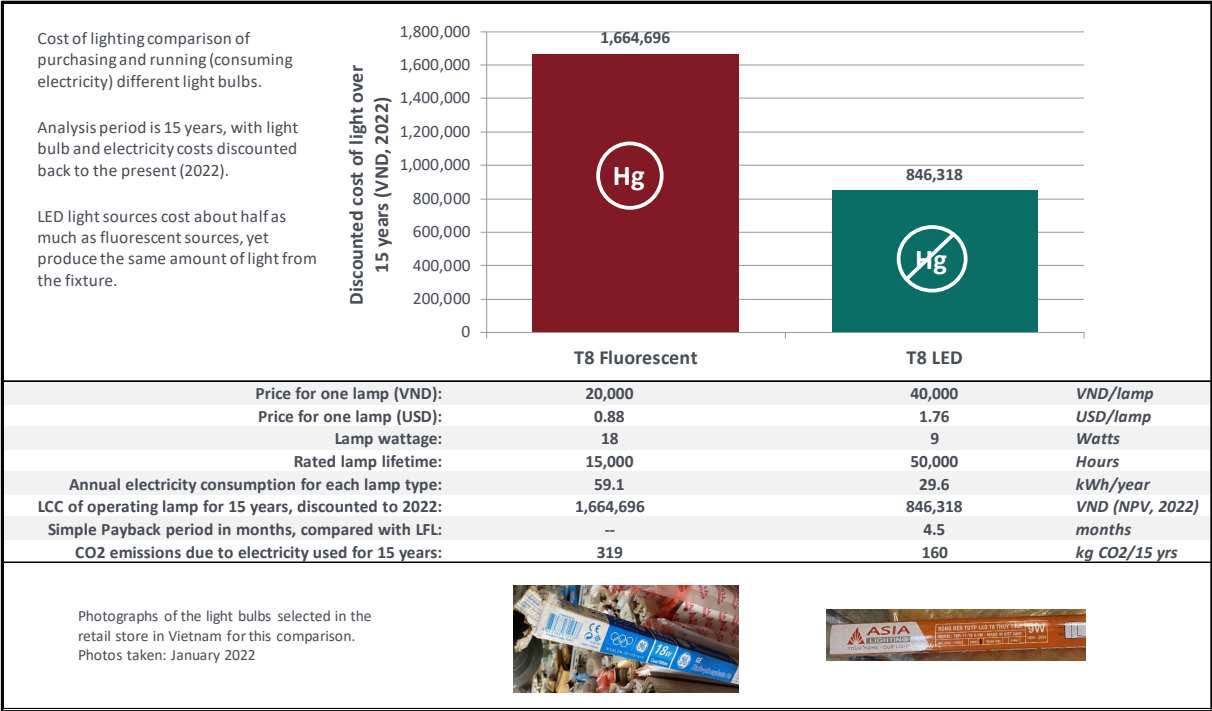 Cost of lighting comparison of
purchasing and running (consuming
electricity) different light bulbs.
Analysis period is 15 years, with light
bulb and electricity costs discounted
back to the present (2022).
LED light sources cost about half as
much as fluorescent sources, yet
produce the same amount of light from
the fixture.
Discounted cost of light over
15 years (VND, 2022)
1,800,000
1,600,000
1,400,000
1,200,000
1,000,000
800,000
600,000
400,000
200,000
0
1,664,696
Hg
846,318
Hg
T8 Fluorescent
T8 LED
Price for one lamp (VND): 20,000 40,000 VND/lamp
Price for one lamp (USD): 0.88 1.76 USD/lamp
Lamp wattage: 18 9 Watts
Rated lamp lifetime: 15,000 50,000 Hours
Annual electricity consumption for each lamp type: 59.1 29.6 kWh/year
LCC of operating lamp for 15 years, discounted to 2022: 1,664,696 846,318 VND (NPV, 2022)
Simple Payback period in months, compared with LFL: -- 4.5 months
CO2 emissions due to electricity used for 15 years: 319 160 kg CO2/15 yrs
Photographs of the light bulbs selected in the
retail store in Vietnam for this comparison.
Photos taken: January 2022
18W
ASIA
LIGHTING
9W